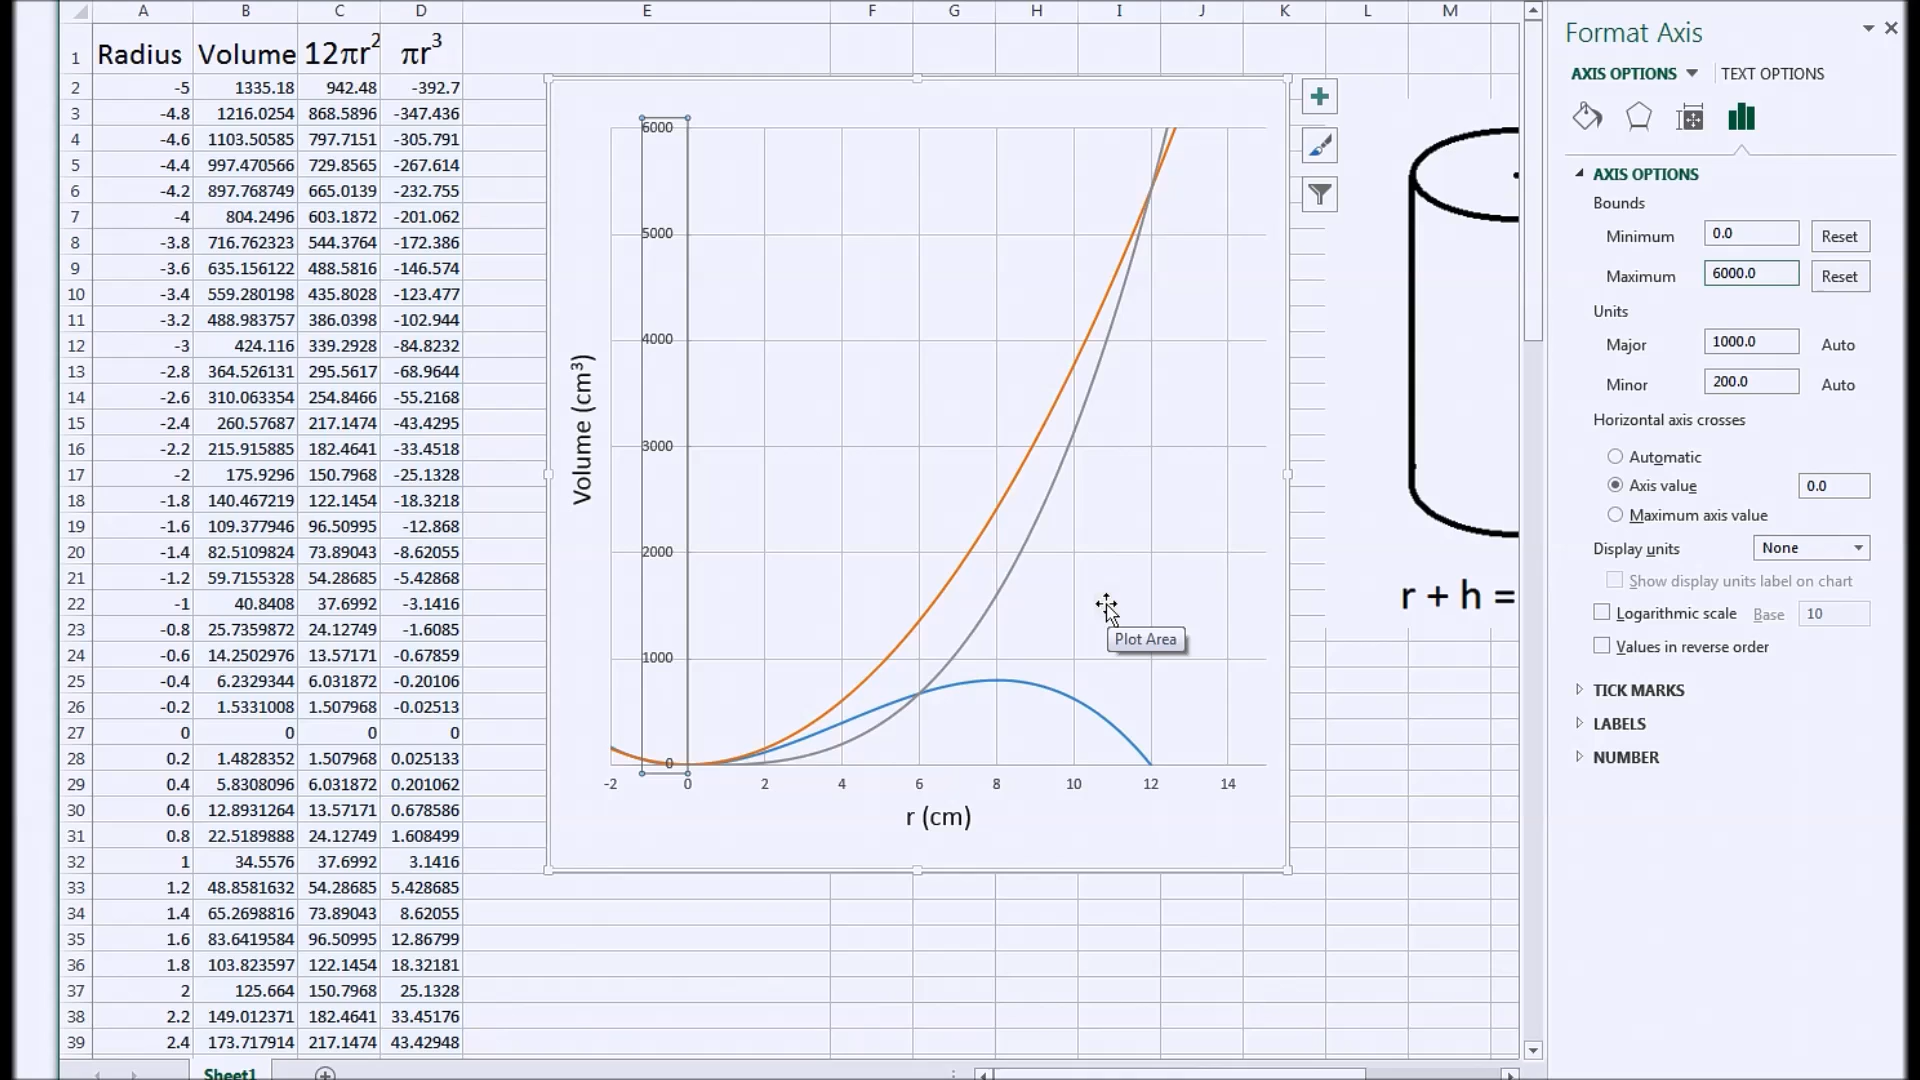 A B C D E F G H I J K L M
1 Radius Volume 12πr² πr³
2 -5 1335.18 942.48 -392.7
3 -4.8 1216.0254 868.5896 -347.436
4 -4.6 1103.50585 797.7151 -305.791
5 -4.4 997.470566 729.8565 -267.614
6 -4.2 897.768749 665.0139 -232.755
7 -4 804.2496 603.1872 -201.062
8 -3.8 716.762323 544.3764 -172.386
9 -3.6 635.156122 488.5816 -146.574
10 -3.4 559.280198 435.8028 -123.477
11 -3.2 488.983757 386.0398 -102.944
12 -3 424.116 339.2928 -84.8232
13 -2.8 364.526131 295.5617 -68.9644
14 -2.6 310.063354 254.8466 -55.2168
15 -2.4 260.57687 217.1474 -43.4295
16 -2.2 215.915885 182.4641 -33.4518
17 -2 175.9296 150.7968 -25.1328
18 -1.8 140.467219 122.1454 -18.3218
19 -1.6 109.377946 96.50995 -12.868
20 -1.4 82.5109824 73.89043 -8.62055
21 -1.2 59.7155328 54.28685 -5.42868
22 -1 40.8408 37.6992 -3.1416
23 -0.8 25.7359872 24.12749 -1.6085
24 -0.6 14.2502976 13.57171 -0.67859
25 -0.4 6.2329344 6.031872 -0.20106
26 -0.2 1.5331008 1.507968 -0.02513
27 0 0 0 0
28 0.2 1.4828352 1.507968 0.025133
29 0.4 5.8308096 6.031872 0.201062
30 0.6 12.8931264 13.57171 0.678586
31 0.8 22.5189888 24.12749 1.608499
32 1 34.5576 37.6992 3.1416
33 1.2 48.8581632 54.28685 5.428685
34 1.4 65.2698816 73.89043 8.62055
35 1.6 83.6419584 96.50995 12.86799
36 1.8 103.823597 122.1454 18.32181
37 2 125.664 150.7968 25.1328
38 2.2 149.012371 182.4641 33.45176
39 2.4 173.717914 217.1474 43.42948
Sheet1
6000
5000
4000
3000
2000
1000
0
Volume (cm³)
-2 0 2 4 6 8 10 12 14
r (cm)
Plot Area
r + h =
Format Axis
AXIS OPTIONS TEXT OPTIONS
AXIS OPTIONS
Bounds
Minimum 0.0 Reset
Maximum 6000.0 Reset
Units
Major 1000.0 Auto
Minor 200.0 Auto
Horizontal axis crosses
Automatic
Axis value 0.0
Maximum axis value
Display units None
Show display units label on chart
Logarithmic scale Base 10
Values in reverse order
TICK MARKS
LABELS
NUMBER